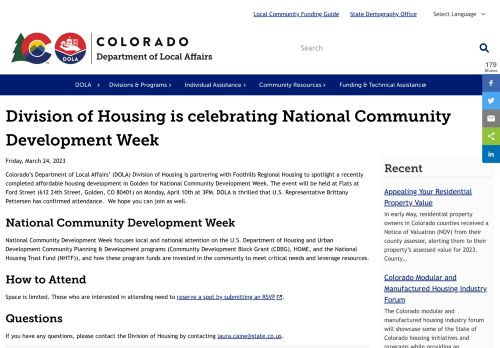 Local Community Funding Guide State Demography Office Select Language
COLORADO
Department of Local Affairs
DOLA
Search
179
Shares
DOLA Divisions & Programs Individual Assistance Community Resources Funding & Technical Assistance
Division of Housing is celebrating National Community
Development Week
Friday, March 24, 2023
Colorado's Department of Local Affairs' (DOLA) Division of Housing is partnering with Foothills Regional Housing to spotlight a recently
completed affordable housing development in Golden for National Community Development Week. The event will be held at Flats at
Ford Street (612 24th Street, Golden, CO 80401) on Monday, April 10th at 3PM. DOLA is thrilled that U.S. Representative Brittany
Pettersen has confirmed attendance. We hope you can join as well.
National Community Development Week
National Community Development Week focuses local and national attention on the U.S. Department of Housing and Urban
Development Community Planning & Development programs (Community Development Block Grant (CDBG), HOME, and the National
Housing Trust Fund (NHTF)), and how these program funds are invested in the community to meet critical needs and leverage resources.
How to Attend
Space is limited. Those who are interested in attending need to reserve a spot by submitting an RSVP.
Questions
If you have any questions, please contact the Division of Housing by contacting laura.caine@state.co.us.
Recent
Appealing Your Residential
Property Value
In early May, residential property
owners in Colorado counties received a
Notice of Valuation (NOV) from their
county assessor, alerting them to their
property's assessed value for 2023.
County...
Colorado Modular and
Manufactured Housing Industry
Forum
The Colorado modular and
manufactured housing industry forum
will showcase some of the State of
Colorado housing initiatives and
programs while providing an